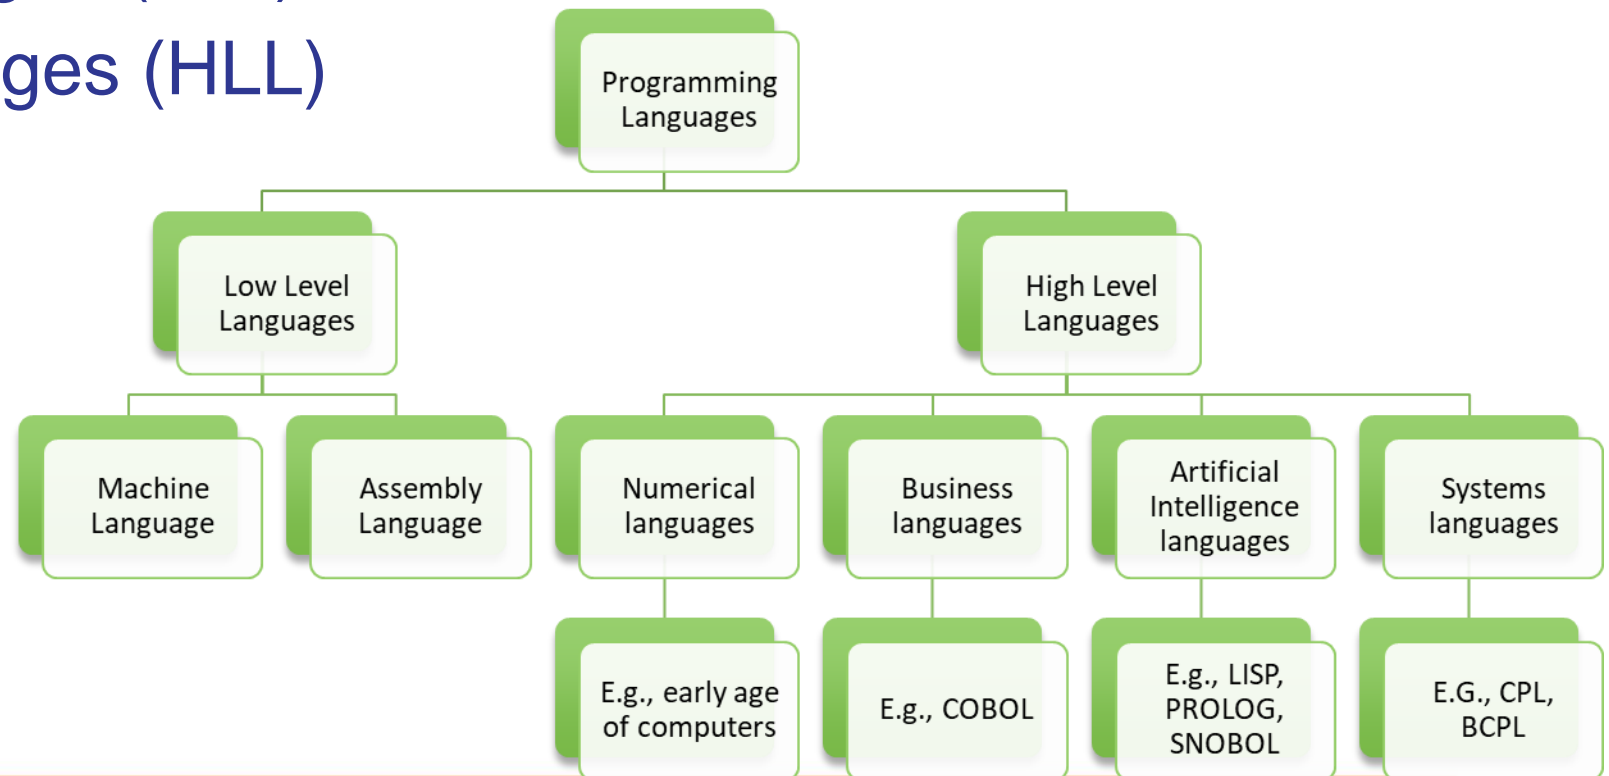 ges (HLL)
Programming
Languages
Low Level
Languages
High Level
Languages
Machine
Language
Assembly
Language
Numerical
languages
Business
languages
Artificial
Intelligence
languages
Systems
languages
E.g., early age
of computers
E.g., COBOL
E.g., LISP,
PROLOG,
SNOBOL
E.G., CPL,
BCPL